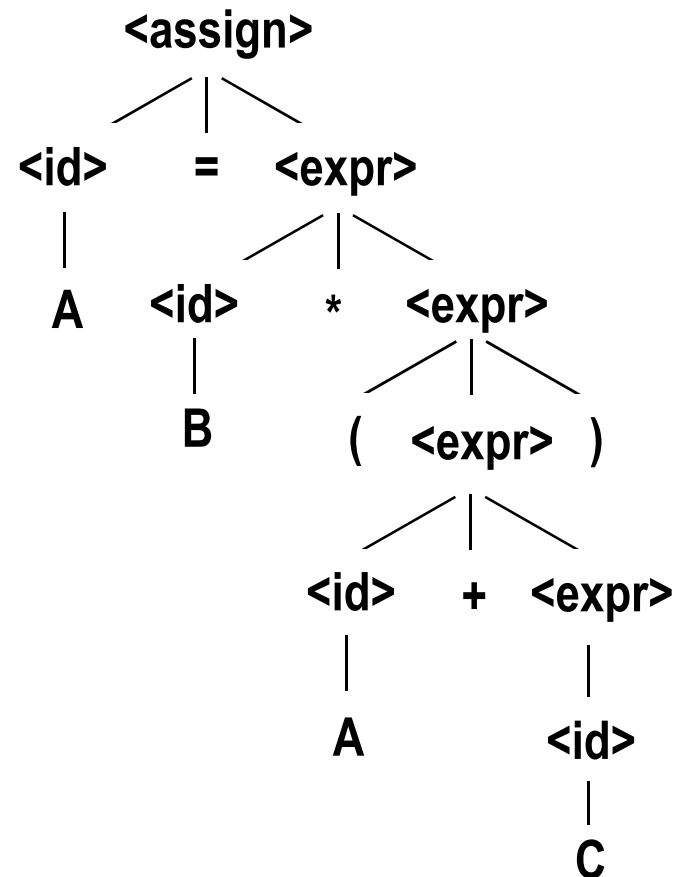 <assign>
<id> = <expr>
A <id> * <expr>
B ( <expr> )
<id> + <expr>
A <id>
C